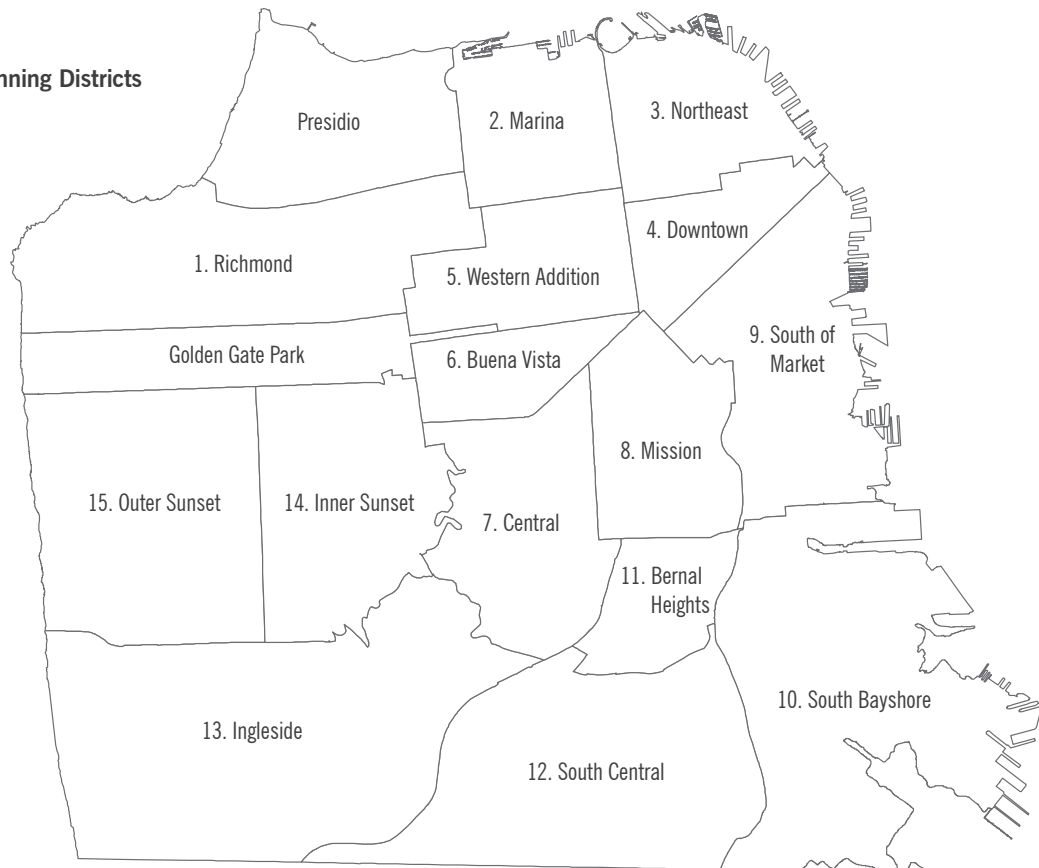 nning Districts
Presidio
2. Marina
3. Northeast
1. Richmond
5. Western Addition
4. Downtown
Golden Gate Park
6. Buena Vista
9. South of
Market
8. Mission
15. Outer Sunset
14. Inner Sunset
7. Central
11. Bernal
Heights
10. South Bayshore
13. Ingleside
12. South Central